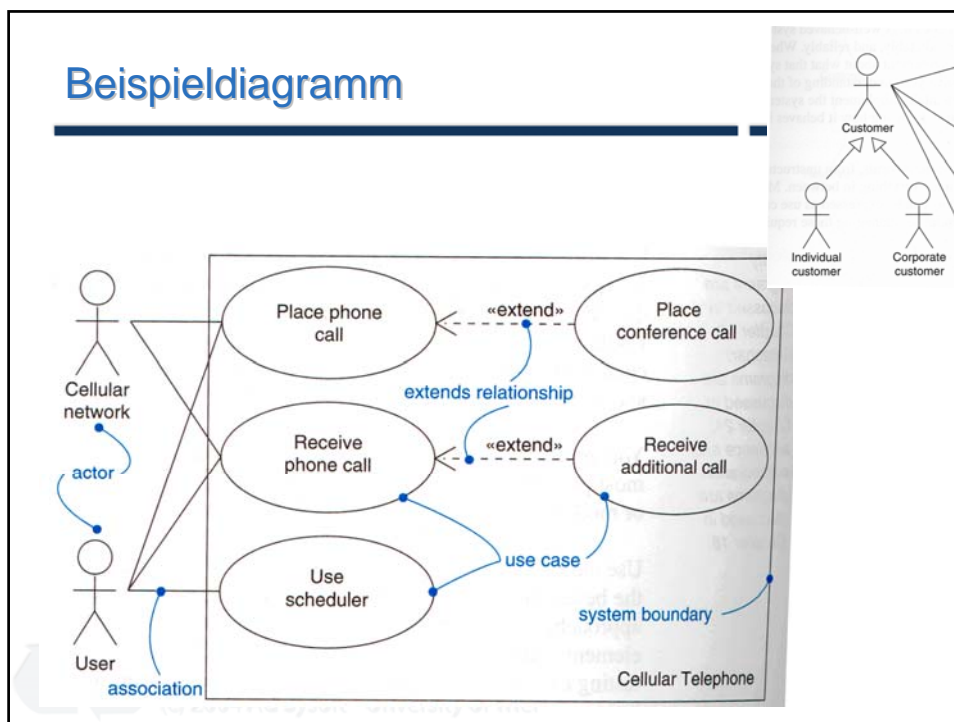 Beispieldiagramm
Customer
Individual
customer
Corporate
customer
Cellular
network
actor
User
association
Place phone
call
«extend»
Place
conference call
extends relationship
Receive
phone call
«extend»
Receive
additional call
use case
Use
scheduler
system boundary
Cellular Telephone